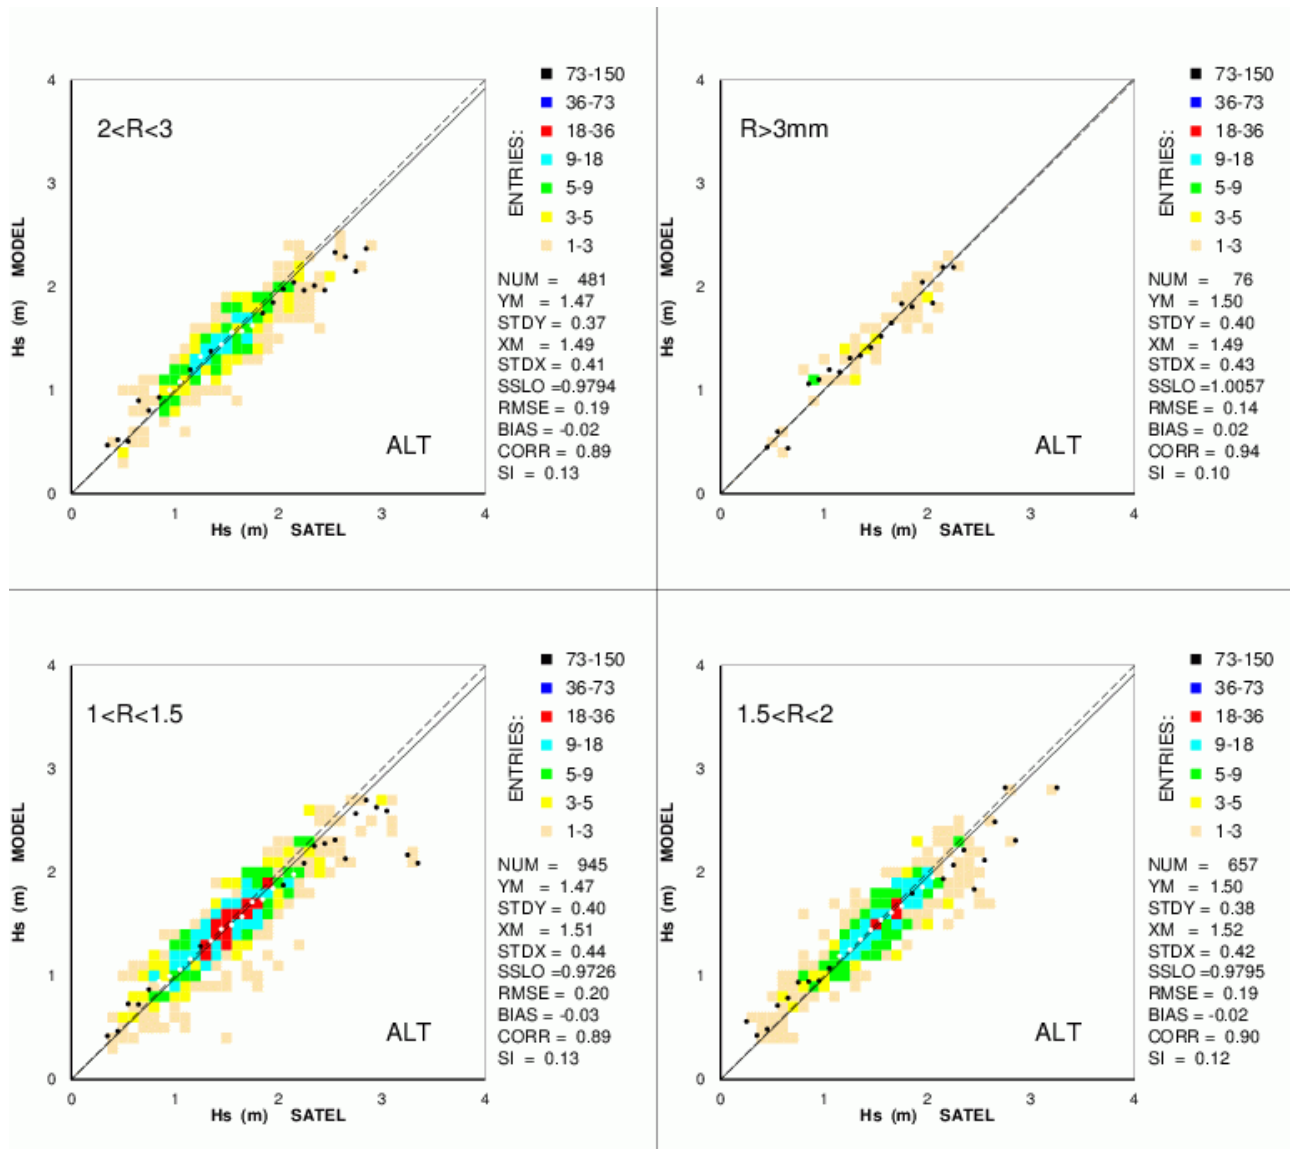 2<R<3
4
3
2
1
0
Hs (m) MODEL
0 1 2 3 4
Hs (m) SATEL
ALT
ENTRIES:
73-150
36-73
18-36
9-18
5-9
3-5
1-3
NUM = 481
YM = 1.47
STDY = 0.37
XM = 1.49
STDX = 0.41
SSLO =0.9794
RMSE = 0.19
BIAS = -0.02
CORR = 0.89
SI = 0.13
R>3mm
4
3
2
1
0
Hs (m) MODEL
0 1 2 3 4
Hs (m) SATEL
ALT
ENTRIES:
73-150
36-73
18-36
9-18
5-9
3-5
1-3
NUM = 76
YM = 1.50
STDY = 0.40
XM = 1.49
STDX = 0.43
SSLO =1.0057
RMSE = 0.14
BIAS = 0.02
CORR = 0.94
SI = 0.10
1<R<1.5
4
3
2
1
0
Hs (m) MODEL
0 1 2 3 4
Hs (m) SATEL
ALT
ENTRIES:
73-150
36-73
18-36
9-18
5-9
3-5
1-3
NUM = 945
YM = 1.47
STDY = 0.40
XM = 1.51
STDX = 0.44
SSLO =0.9726
RMSE = 0.20
BIAS = -0.03
CORR = 0.89
SI = 0.13
1.5<R<2
4
3
2
1
0
Hs (m) MODEL
0 1 2 3 4
Hs (m) SATEL
ALT
ENTRIES:
73-150
36-73
18-36
9-18
5-9
3-5
1-3
NUM = 657
YM = 1.50
STDY = 0.38
XM = 1.52
STDX = 0.42
SSLO =0.9795
RMSE = 0.19
BIAS = -0.02
CORR = 0.90
SI = 0.12